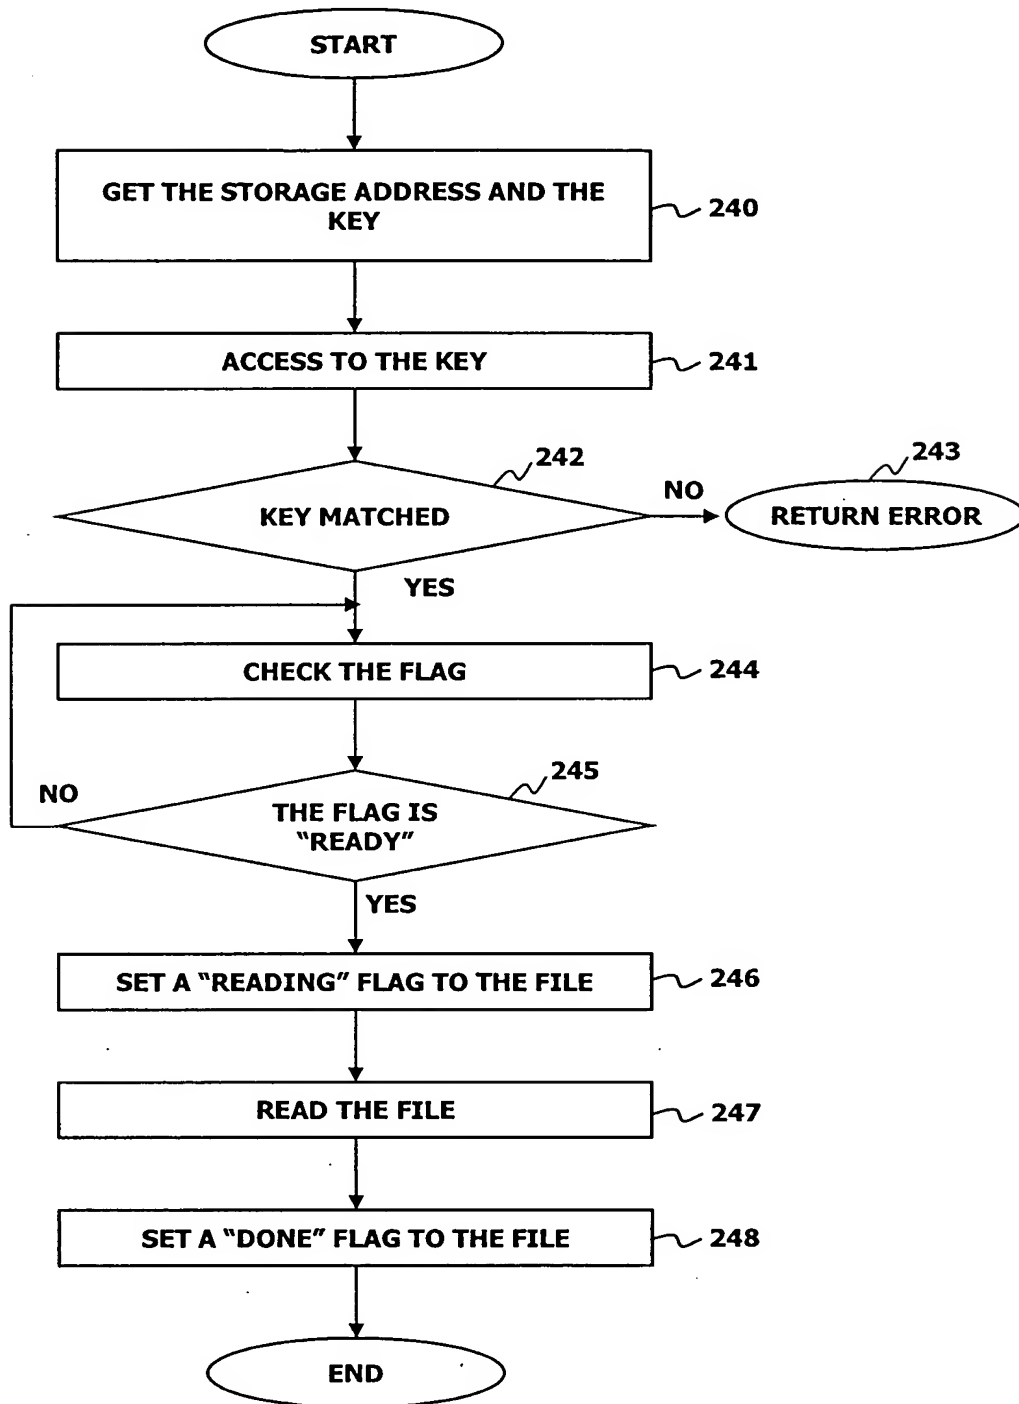 START
GET THE STORAGE ADDRESS AND THE
KEY
240
ACCESS TO THE KEY
241
242
KEY MATCHED
NO
243
RETURN ERROR
YES
CHECK THE FLAG
244
245
NO
THE FLAG IS
“READY”
YES
SET A “READING” FLAG TO THE FILE
246
READ THE FILE
247
SET A “DONE” FLAG TO THE FILE
248
END